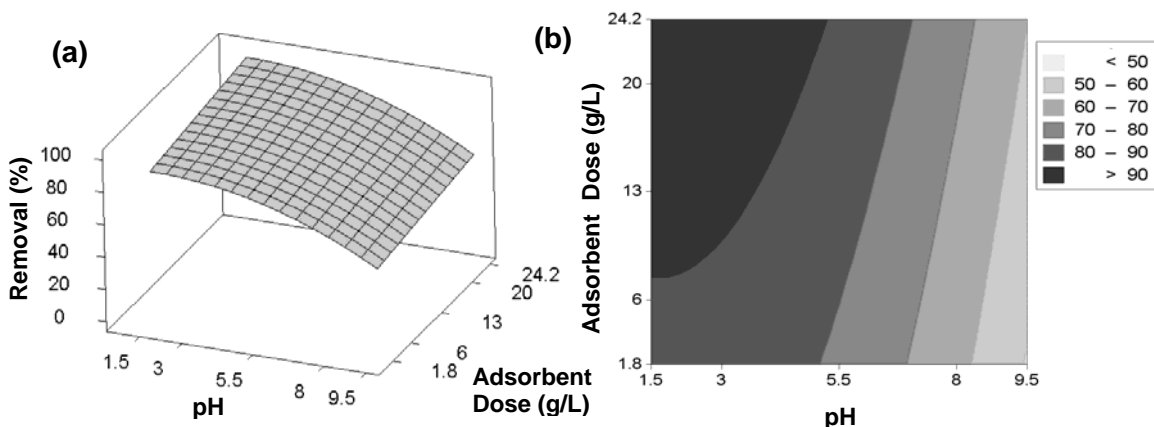 (a)
Removal (%)
100
80
60
40
20
0
1.5
3
5.5
8
9.5
pH
1.8
6
13
20
24.2
Adsorbent
Dose (g/L)
(b)
Adsorbent Dose (g/L)
24.2
20
13
6
1.8
1.5
3
5.5
8
9.5
pH
< 50
50 – 60
60 – 70
70 – 80
80 – 90
> 90